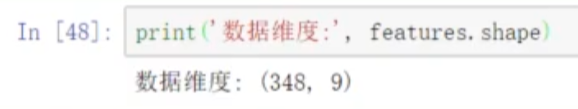 In [48]: print('数据维度:', features.shape)
数据维度: (348, 9)